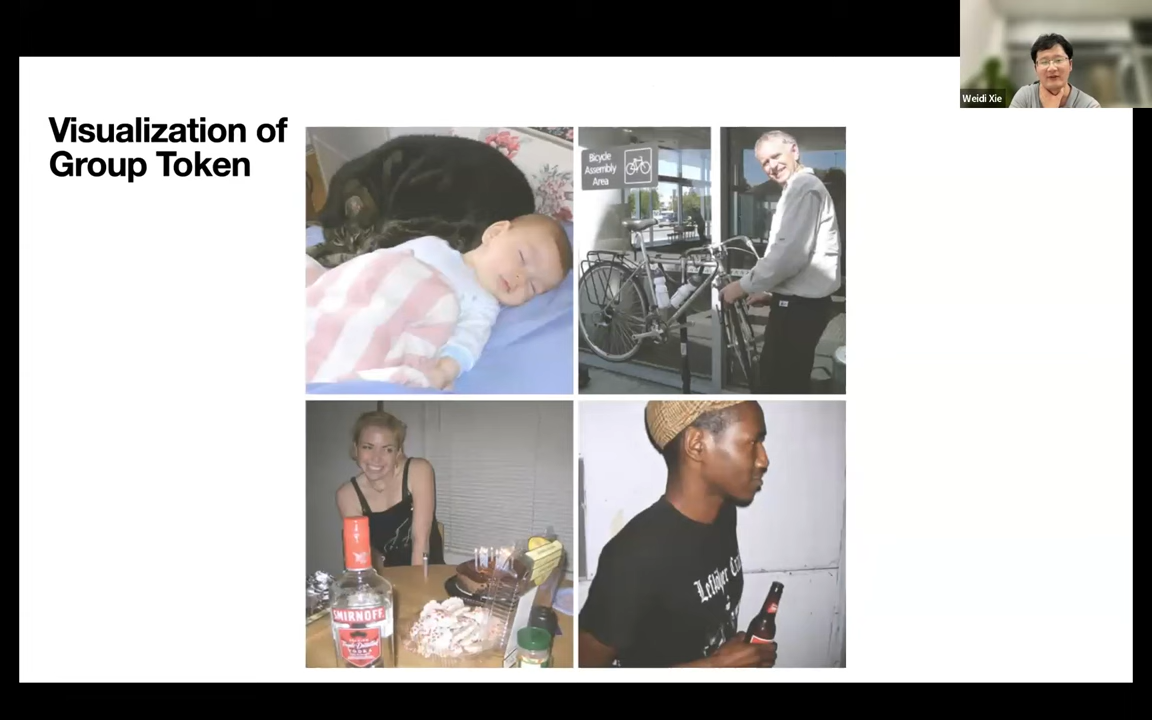 Weidi Xie
Visualization of
Group Token
Bicycle
Assembly
Area
SMIRNOFF